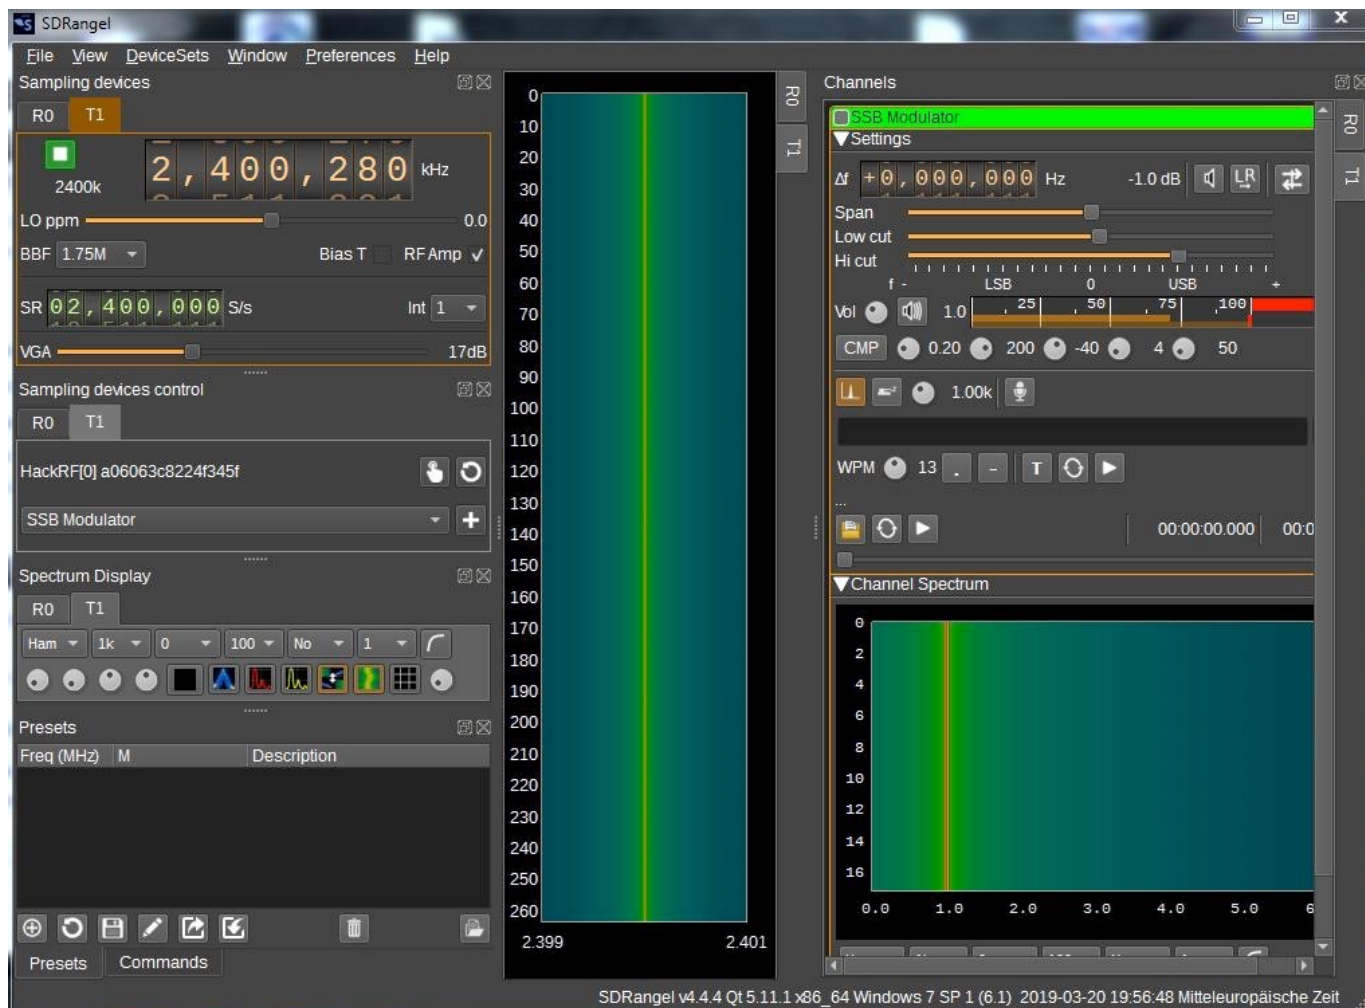 SDRangel
File View DeviceSets Window Preferences Help
Sampling devices
R0 T1
2400k
2,400,280 kHz
LO ppm 0.0
BBF 1.75M Bias T RF Amp
SR 02,400,000 S/s Int 1
VGA 17dB
Sampling devices control
R0 T1
HackRF[0] a06063c8224f345f
SSB Modulator
Spectrum Display
R0 T1
Ham 1k 0 100 No 1
Presets
Freq (MHz) M Description
Presets Commands
0
10
20
30
40
50
60
70
80
90
100
110
120
130
140
150
160
170
180
190
200
210
220
230
240
250
260
2.399 2.401
R0
T1
Channels
R0
T1
SSB Modulator
Settings
Δf +0,000,000 Hz -1.0 dB LR
Span
Low cut
Hi cut
f - LSB 0 USB +
Vol 1.0 25 50 75 100
CMP 0.20 200 -40 4 50
1.00k
WPM 13 . - T
...
00:00:00.000 00:0
Channel Spectrum
0
2
4
6
8
10
12
14
16
0.0 1.0 2.0 3.0 4.0 5.0 6
SDRangel v4.4.4 Qt 5.11.1 x86_64 Windows 7 SP 1 (6.1) 2019-03-20 19:56:48 Mitteleuropäische Zeit